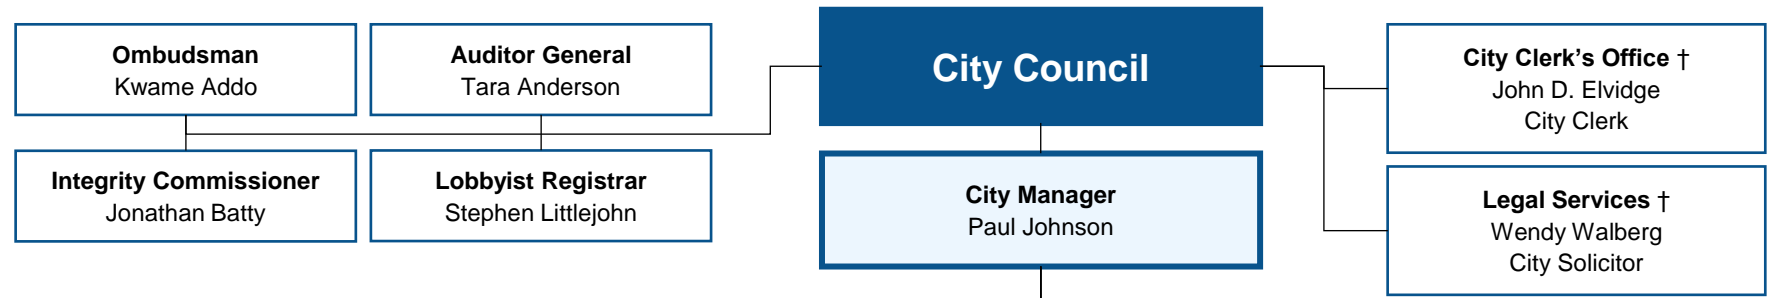 Ombudsman
Kwame Addo
Auditor General
Tara Anderson
Integrity Commissioner
Jonathan Batty
Lobbyist Registrar
Stephen Littlejohn
City Council
City Manager
Paul Johnson
City Clerk’s Office †
John D. Elvidge
City Clerk
Legal Services †
Wendy Walberg
City Solicitor